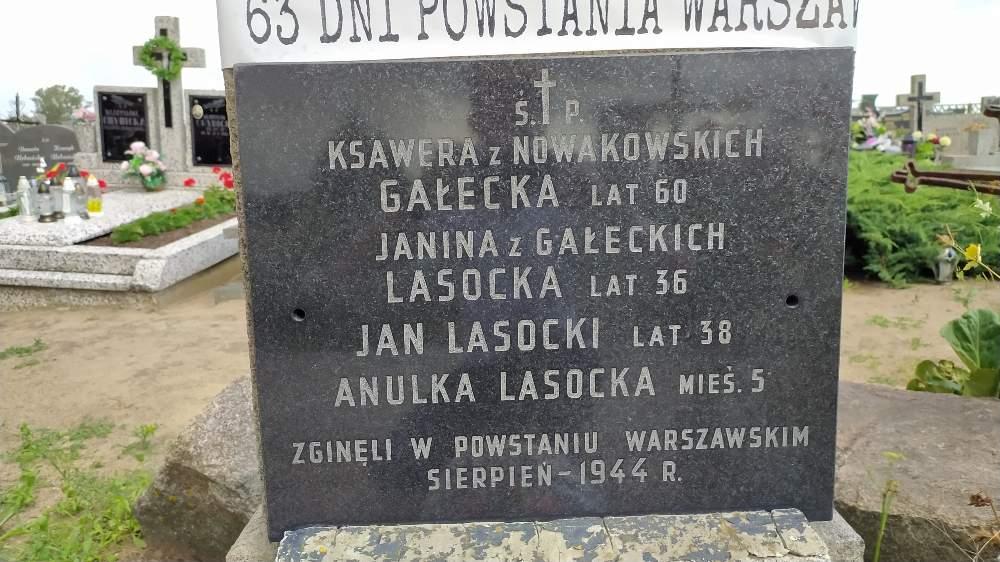 63 DNI POWSTANIA WARSZAW
Ś. P.
KSAWERA Z NOWAKOWSKICH
GAŁECKA LAT 60
JANINA Z GAŁECKICH
LASOCKA LAT 36
JAN LASOCKI LAT 38
ANULKA LASOCKA MIEŚ. 5
ZGINĘLI W POWSTANIU WARSZAWSKIM
SIERPIEŃ-1944 R.